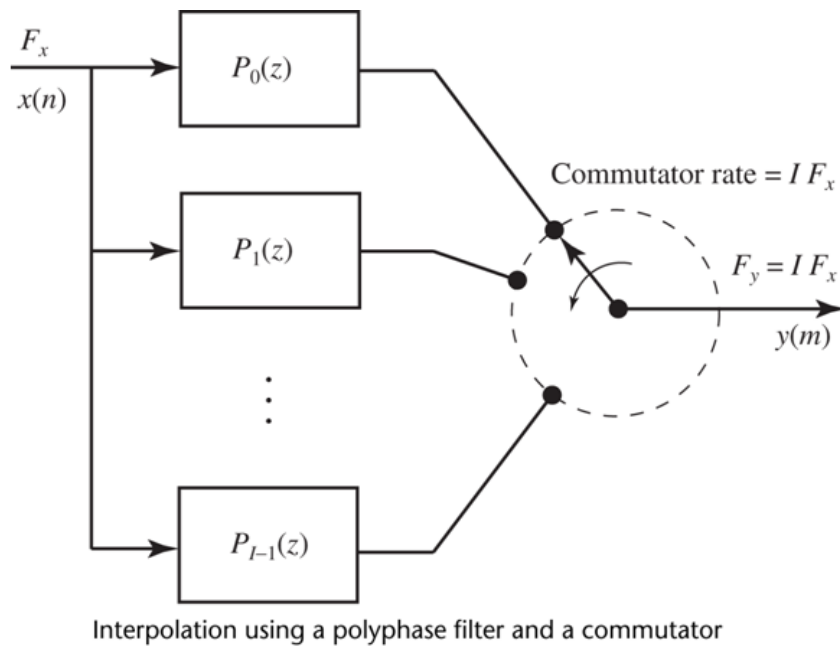 F_x
x(n)
P_0(z)
Commutator rate = I F_x
P_1(z)
F_y = I F_x
y(m)
⋮
P_{I–1}(z)
Interpolation using a polyphase filter and a commutator